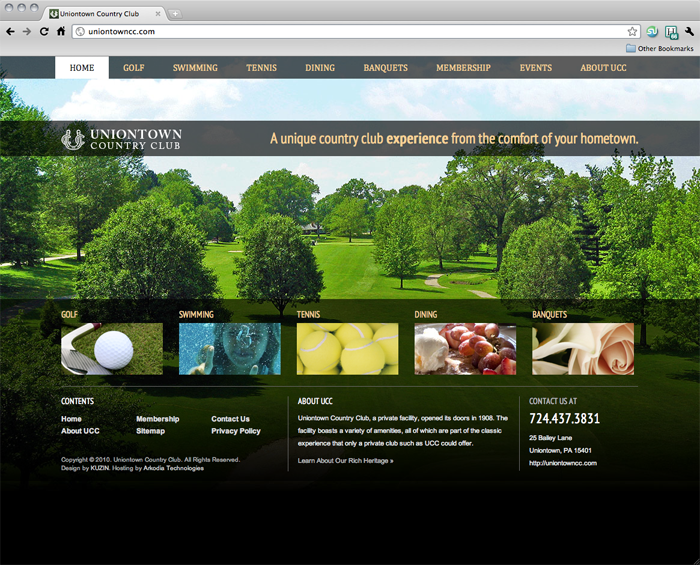 Uniontown Country Club
uniontowncc.com
Other Bookmarks
HOME GOLF SWIMMING TENNIS DINING BANQUETS MEMBERSHIP EVENTS ABOUT UCC
UNIONTOWN
COUNTRY CLUB
A unique country club experience from the comfort of your hometown.
GOLF SWIMMING TENNIS DINING BANQUETS
CONTENTS
Home Membership Contact Us
About UCC Sitemap Privacy Policy
Copyright © 2010. Uniontown Country Club. All Rights Reserved.
Design by KUZIN. Hosting by Arkodia Technologies
ABOUT UCC
Uniontown Country Club, a private facility, opened its doors in 1908. The
facility boasts a variety of amenities, all of which are part of the classic
experience that only a private club such as UCC could offer.
Learn About Our Rich Heritage »
CONTACT US AT
724.437.3831
25 Bailey Lane
Uniontown, PA 15401
http://uniontowncc.com